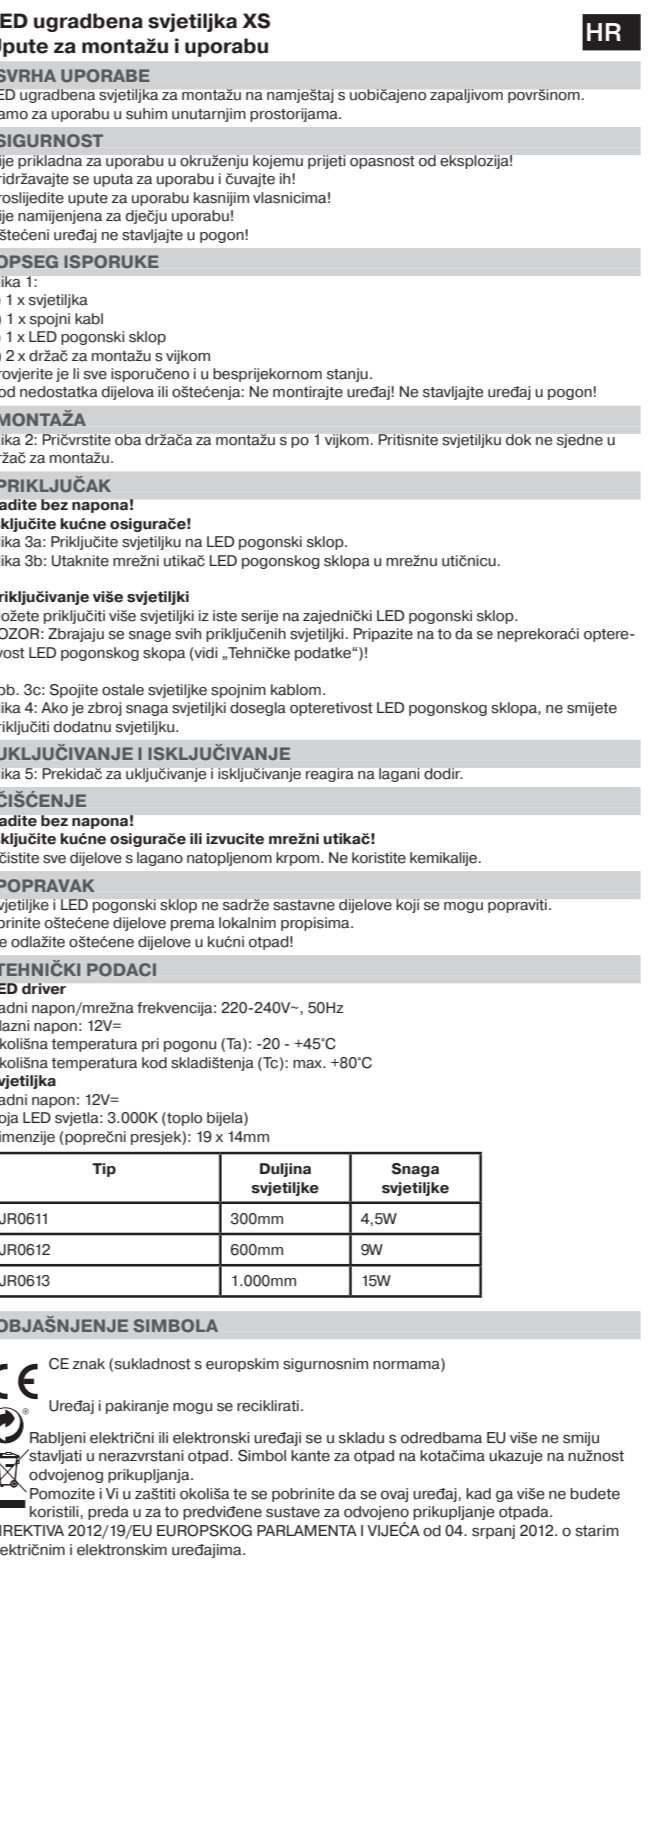 ED ugradbena svjetiljka XS
Upute za montažu i uporabu
HR
SVRHA UPORABE
ED ugradbena svjetiljka za montažu na namještaj s uobičajeno zapaljivom površinom.
amo za uporabu u suhim unutarnjim prostorijama.
SIGURNOST
ije prikladna za uporabu u okruženju kojemu prijeti opasnost od eksplozija!
ridržavajte se uputa za uporabu i čuvajte ih!
roslijedite upute za uporabu kasnijim vlasnicima!
ije namijenjena za dječju uporabu!
štećeni uređaj ne stavljajte u pogon!
OPSEG ISPORUKE
ika 1:
) 1 x svjetiljka
) 1 x spojni kabl
) 1 x LED pogonski sklop
) 2 x držač za montažu s vijkom
rovjerite je li sve isporučeno i u besprijekornom stanju.
od nedostatka dijelova ili oštećenja: Ne montirajte uređaj! Ne stavljajte uređaj u pogon!
MONTAŽA
ika 2: Pričvrstite oba držača za montažu s po 1 vijkom. Pritisnite svjetiljku dok ne sjedne u
ržač za montažu.
PRIKLJUČAK
adite bez napona!
sključite kućne osigurače!
ika 3a: Priključite svjetiljku na LED pogonski sklop.
ika 3b: Utaknite mrežni utikač LED pogonskog sklopa u mrežnu utičnicu.
riključivanje više svjetiljki
ožete priključiti više svjetiljki iz iste serije na zajednički LED pogonski sklop.
OZOR: Zbrajaju se snage svih priključenih svjetiljki. Pripazite na to da se neprekorači optere-
vost LED pogonskog skopa (vidi „Tehničke podatke“)!
ob. 3c: Spojite ostale svjetiljke spojnim kablom.
ika 4: Ako je zbroj snaga svjetiljki dosegla opteretivost LED pogonskog sklopa, ne smijete
riključiti dodatnu svjetiljku.
UKLJUČIVANJE I ISKLJUČIVANJE
ika 5: Prekidač za uključivanje i isključivanje reagira na lagani dodir.
ČIŠĆENJE
adite bez napona!
sključite kućne osigurače ili izvucite mrežni utikač!
čistite sve dijelove s lagano natopljenom krpom. Ne koristite kemikalije.
POPRAVAK
vjetiljke i LED pogonski sklop ne sadrže sastavne dijelove koji se mogu popraviti.
brinite oštećene dijelove prema lokalnim propisima.
e odlažite oštećene dijelove u kućni otpad!
TEHNIČKI PODACI
ED driver
adni napon/mrežna frekvencija: 220-240V~, 50Hz
lazni napon: 12V=
kolišna temperatura pri pogonu (Ta): -20 - +45°C
kolišna temperatura kod skladištenja (Tc): max. +80°C
vjetiljka
adni napon: 12V=
oja LED svjetla: 3.000K (toplo bijela)
imenzije (poprečni presjek): 19 x 14mm
Tip Duljina svjetiljke Snaga svjetiljke
JR0611 300mm 4,5W
JR0612 600mm 9W
JR0613 1.000mm 15W
OBJAŠNJENJE SIMBOLA
CE znak (sukladnost s europskim sigurnosnim normama)
Uređaj i pakiranje mogu se reciklirati.
Rabljeni električni ili elektronski uređaji se u skladu s odredbama EU više ne smiju
stavljati u nerazvrstani otpad. Simbol kante za otpad na kotačima ukazuje na nužnost
odvojenog prikupljanja.
Pomozite i Vi u zaštiti okoliša te se pobrinite da se ovaj uređaj, kad ga više ne budete
koristili, preda u za to predviđene sustave za odvojeno prikupljanje otpada.
IREKTIVA 2012/19/EU EUROPSKOG PARLAMENTA I VIJEĆA od 04. srpanj 2012. o starim
ektričnim i elektronskim uređajima.